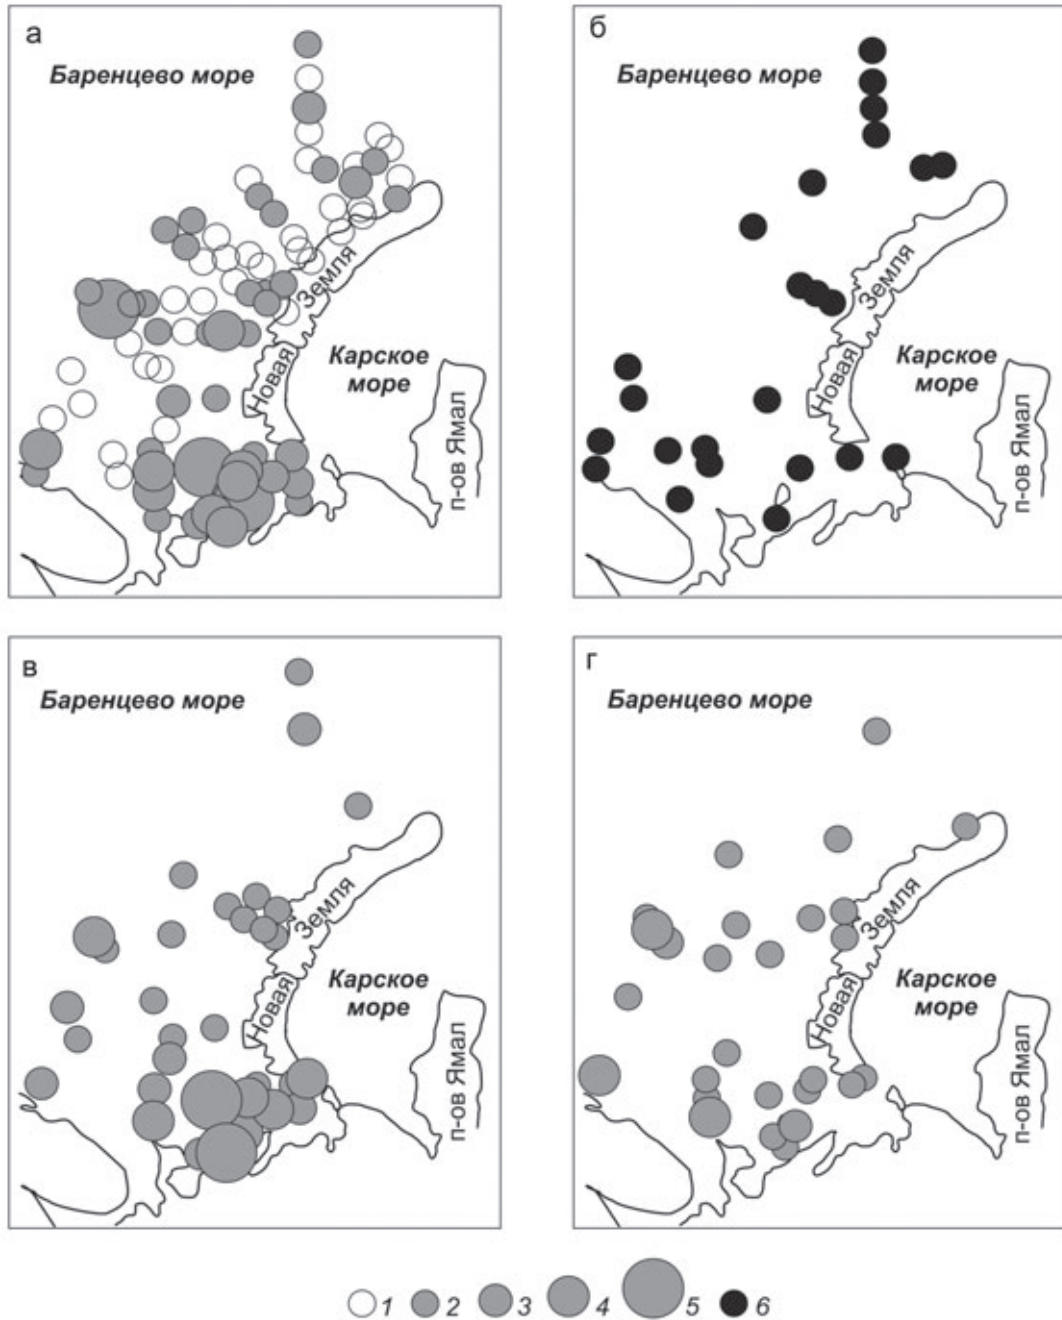 а
Баренцево море
Новая Земля
Карское
море
п-ов Ямал
б
Баренцево море
Новая Земля
Карское
море
п-ов Ямал
в
Баренцево море
Новая Земля
Карское
море
п-ов Ямал
г
Баренцево море
Новая Земля
Карское
море
п-ов Ямал
1 2 3 4 5 6